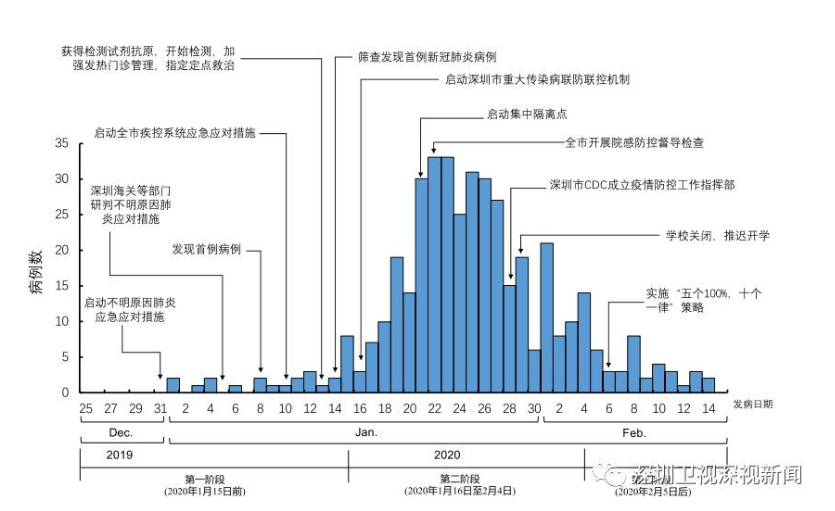 获得检测试剂抗原，开始检测，加
强发热门诊管理，指定定点救治
筛查发现首例新冠肺炎病例
启动深圳市重大传染病联防联控机制
启动集中隔离点
启动全市疾控系统应急应对措施
全市开展院感防控督导检查
深圳海关等部门
研判不明原因肺
炎应对措施
深圳市CDC成立疫情防控工作指挥部
发现首例病例
学校关闭，推迟开学
启动不明原因肺炎
应急应对措施
实施“五个100%，十个
一律”策略
病例数
35
30
25
20
15
10
5
0
25 27 29 31 2 4 6 8 10 12 14 16 18 20 22 24 26 28 30 2 4 6 8 10 12 14 发病日期
Dec. Jan. Feb.
2019 2020
第一阶段 第二阶段
(2020年1月15日前) (2020年1月16日至2月4日) (2020年2月5日后)
深圳卫视深视新闻